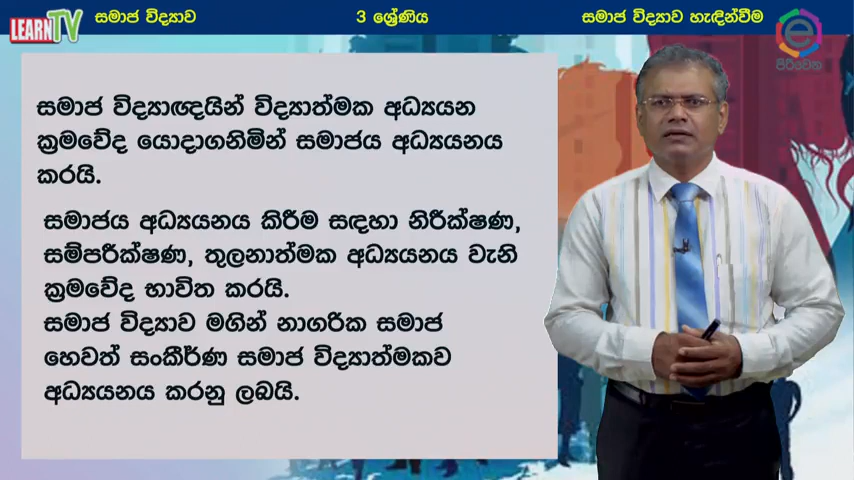 LEARN TV
සමාජ විද්‍යාව
3 ශ්‍රේණිය
සමාජ විද්‍යාව හැඳින්වීම
e
පිරිවෙන
සමාජ විද්‍යාඥයින් විද්‍යාත්මක අධ්‍යයන
ක්‍රමවේද යොදාගනිමින් සමාජය අධ්‍යයනය
කරයි.
සමාජය අධ්‍යයනය කිරීම සඳහා නිරීක්ෂණ,
සම්පරීක්ෂණ, තුලනාත්මක අධ්‍යයනය වැනි
ක්‍රමවේද භාවිත කරයි.
සමාජ විද්‍යාව මගින් නාගරික සමාජ
හෙවත් සංකීර්ණ සමාජ විද්‍යාත්මකව
අධ්‍යයනය කරනු ලබයි.